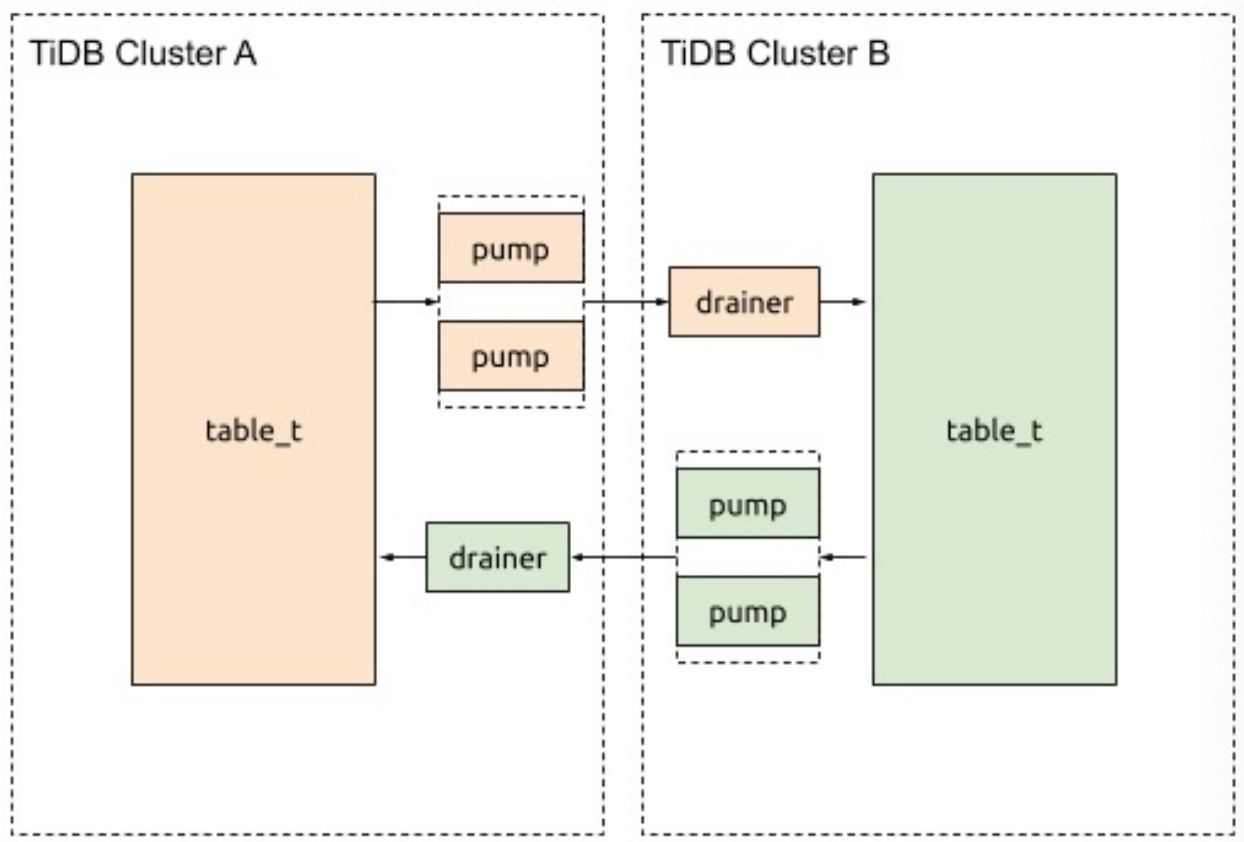 TiDB Cluster A
TiDB Cluster B
pump
pump
drainer
table_t
table_t
pump
drainer
pump